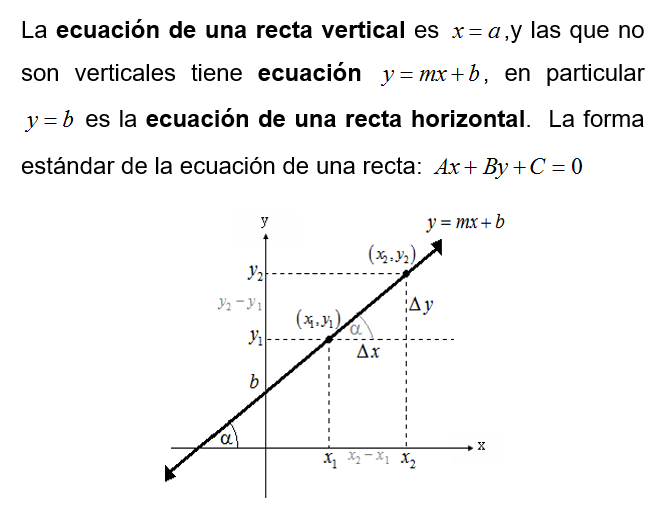 La ecuación de una recta vertical es x = a ,y las que no
son verticales tiene ecuación y = mx + b, en particular
y = b es la ecuación de una recta horizontal. La forma
estándar de la ecuación de una recta: Ax + By + C = 0
y
y = mx + b
(x₂, y₂)
y₂
y₂ − y₁
Δy
(x₁, y₁)
α
y₁
Δx
b
α
x
x₁ x₂ − x₁ x₂